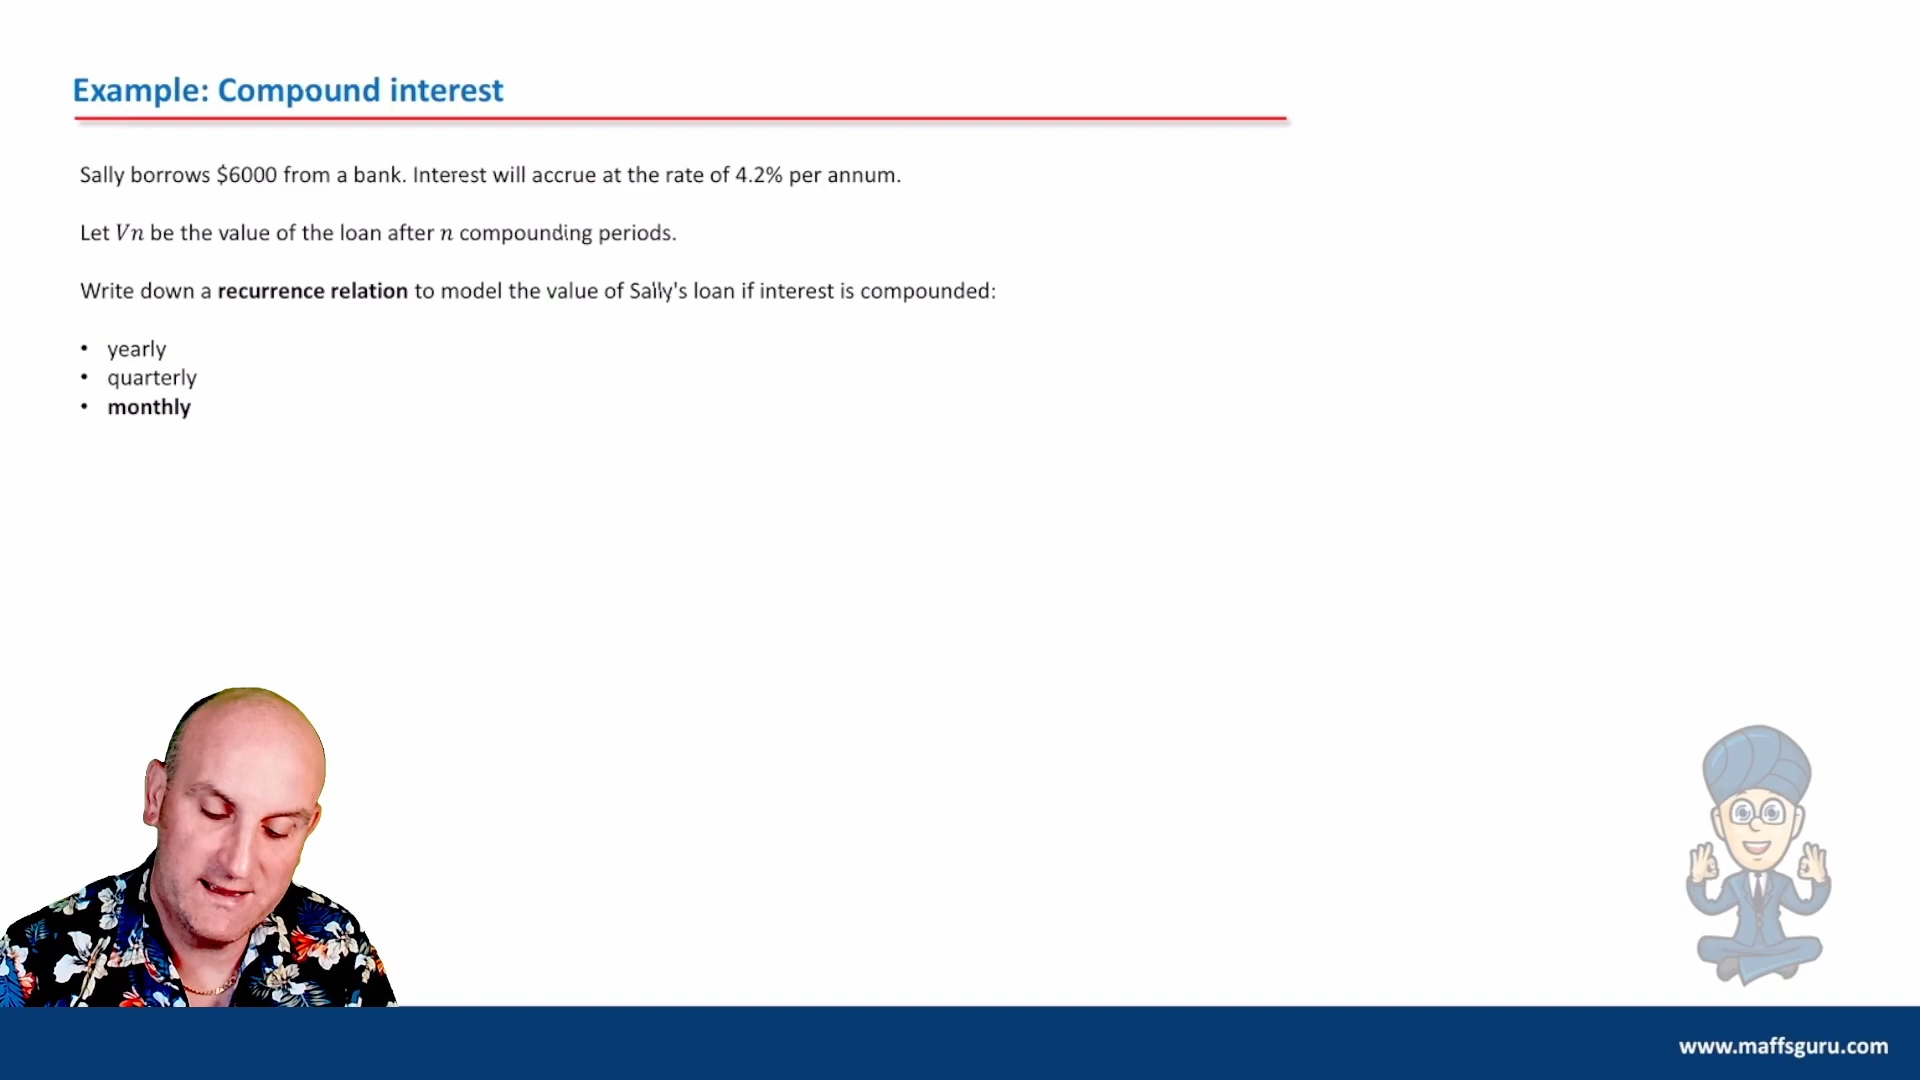 Example: Compound interest
Sally borrows $6000 from a bank. Interest will accrue at the rate of 4.2% per annum.
Let Vn be the value of the loan after n compounding periods.
Write down a recurrence relation to model the value of Sally's loan if interest is compounded:
• yearly
• quarterly
• monthly
www.maffsguru.com